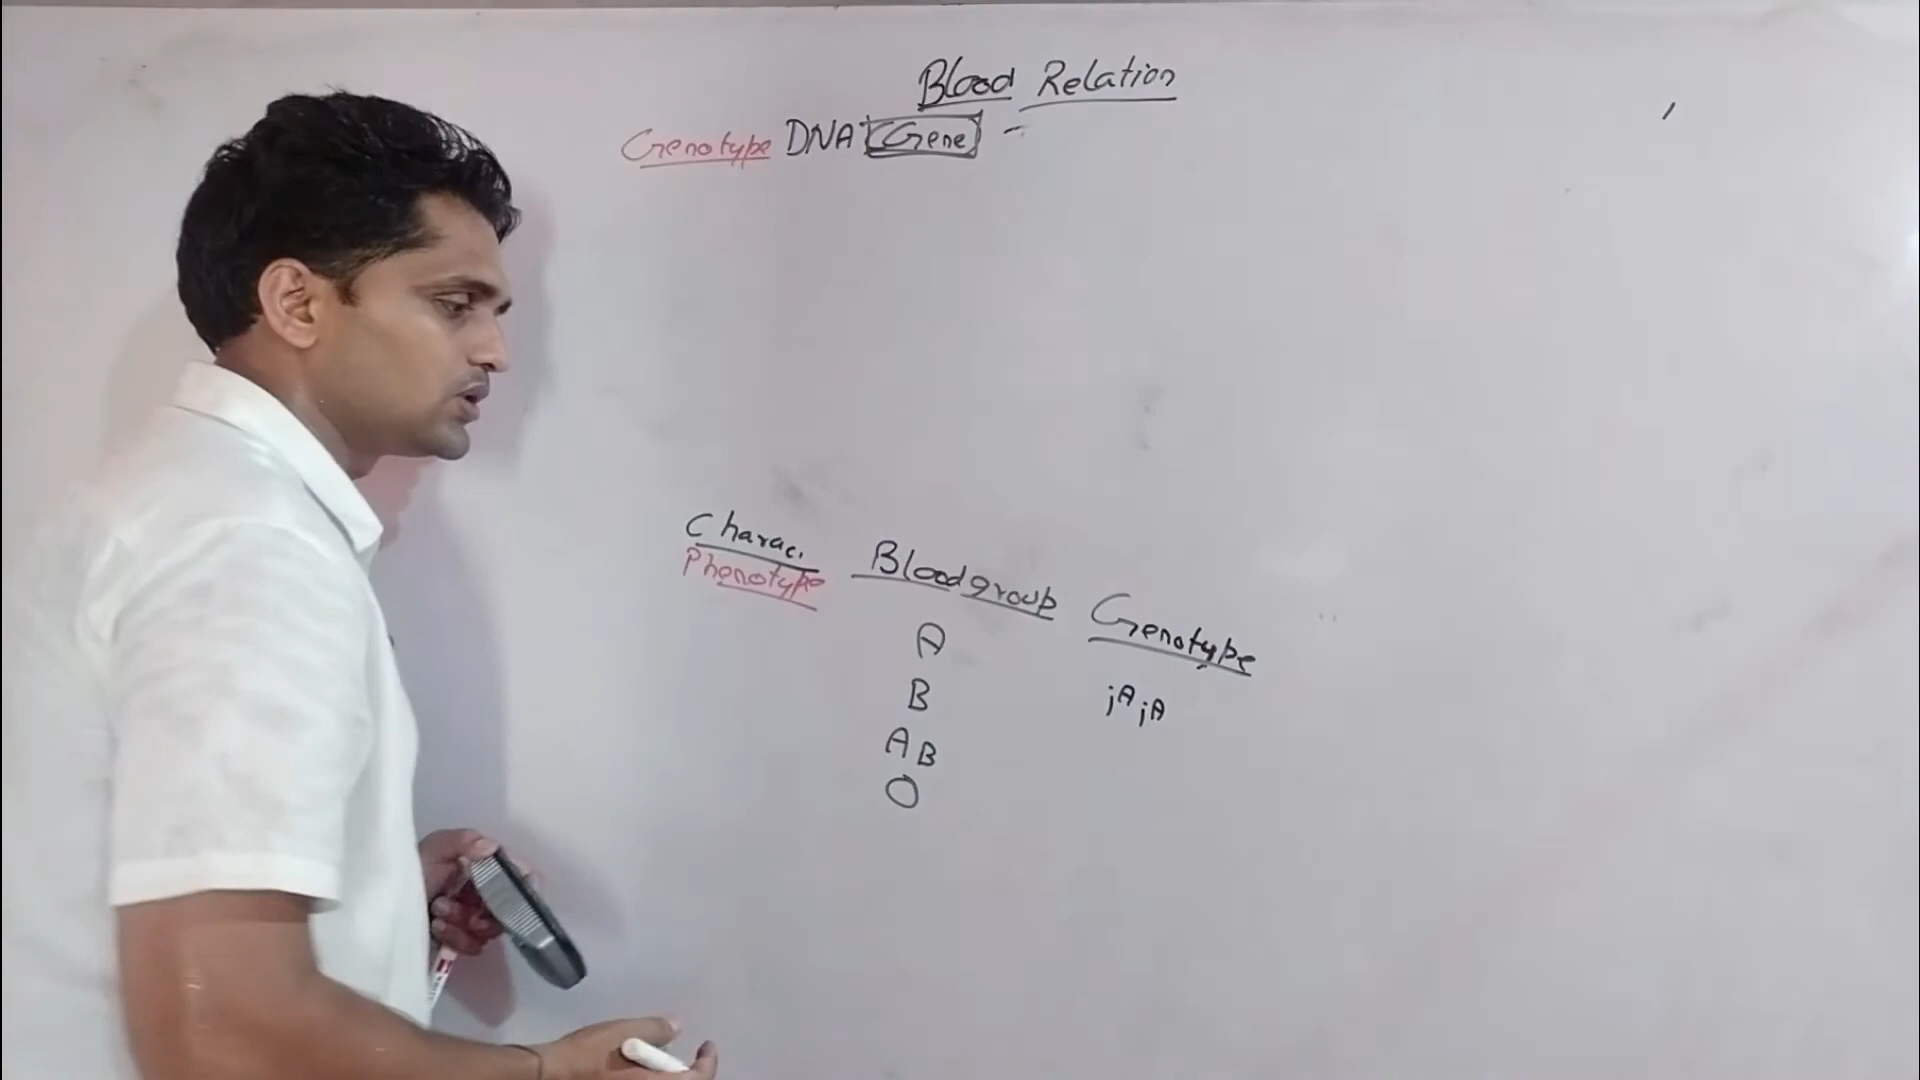 Blood Relation
Genotype DNA Gene -
Charac. Bloodgroup Genotype
Phenotype
A
B iᴬiᴬ
AB
O